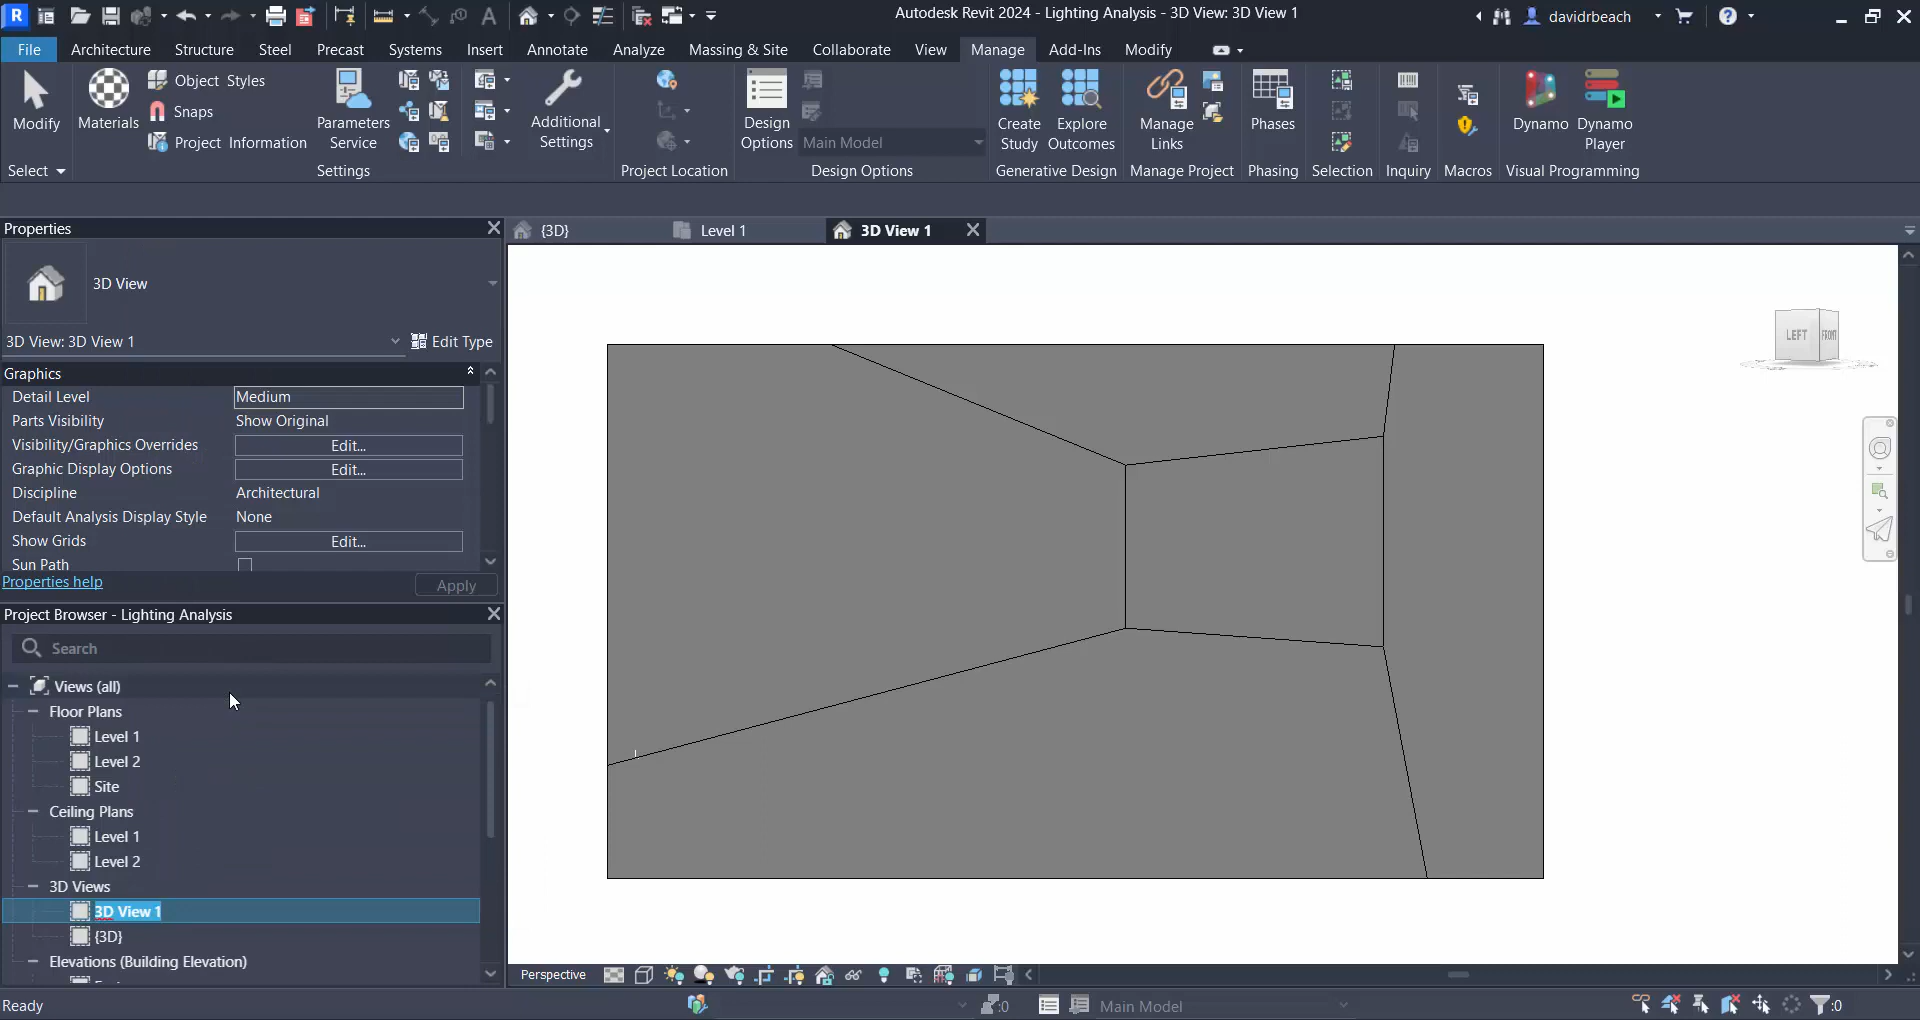 Autodesk Revit 2024 - Lighting Analysis - 3D View: 3D View 1
davidrbeach
File Architecture Structure Steel Precast Systems Insert Annotate Analyze Massing & Site Collaborate View Manage Add-Ins Modify
Modify
Materials
Object Styles
Snaps
Project Information
Parameters
Service
Additional
Settings
Design
Options
Main Model
Create
Study
Explore
Outcomes
Manage
Links
Phases
Dynamo
Dynamo
Player
Select Settings Project Location Design Options Generative Design Manage Project Phasing Selection Inquiry Macros Visual Programming
Properties
{3D} Level 1 3D View 1
3D View
3D View: 3D View 1 Edit Type
Graphics
Detail Level Medium
Parts Visibility Show Original
Visibility/Graphics Overrides Edit...
Graphic Display Options Edit...
Discipline Architectural
Default Analysis Display Style None
Show Grids Edit...
Sun Path
Properties help Apply
LEFT FRONT
Project Browser - Lighting Analysis
Search
Views (all)
Floor Plans
Level 1
Level 2
Site
Ceiling Plans
Level 1
Level 2
3D Views
3D View 1
{3D}
Elevations (Building Elevation)
Perspective
Ready :0 Main Model :0